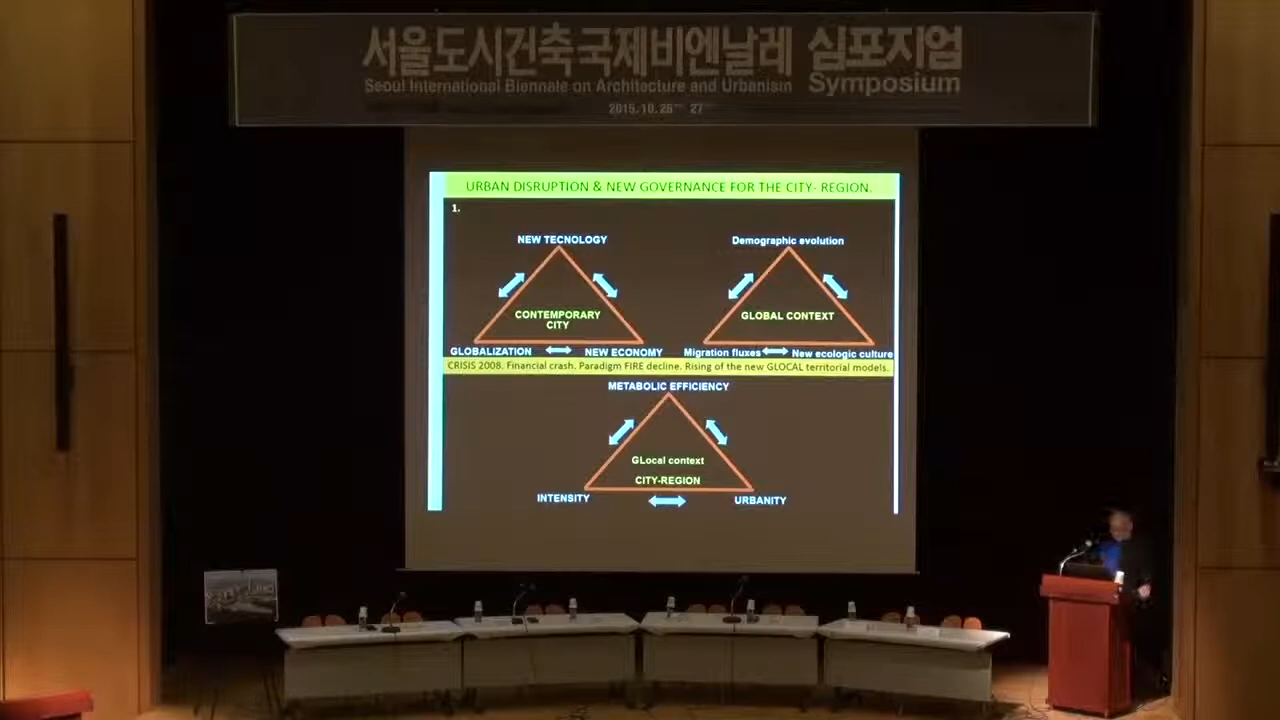 서울도시건축국제비엔날레 심포지엄
Seoul International Biennale on Architecture and Urbanism Symposium
2015.10.26 27
URBAN DISRUPTION & NEW GOVERNANCE FOR THE CITY- REGION.
1.
NEW TECNOLOGY
Demographic evolution
CONTEMPORARY
CITY
GLOBAL CONTEXT
GLOBALIZATION
NEW ECONOMY
Migration fluxes
New ecologic culture
CRISIS 2008. Financial crash. Paradigm FIRE decline. Rising of the new GLOCAL territorial models.
METABOLIC EFFICIENCY
GLocal context
CITY-REGION
INTENSITY
URBANITY